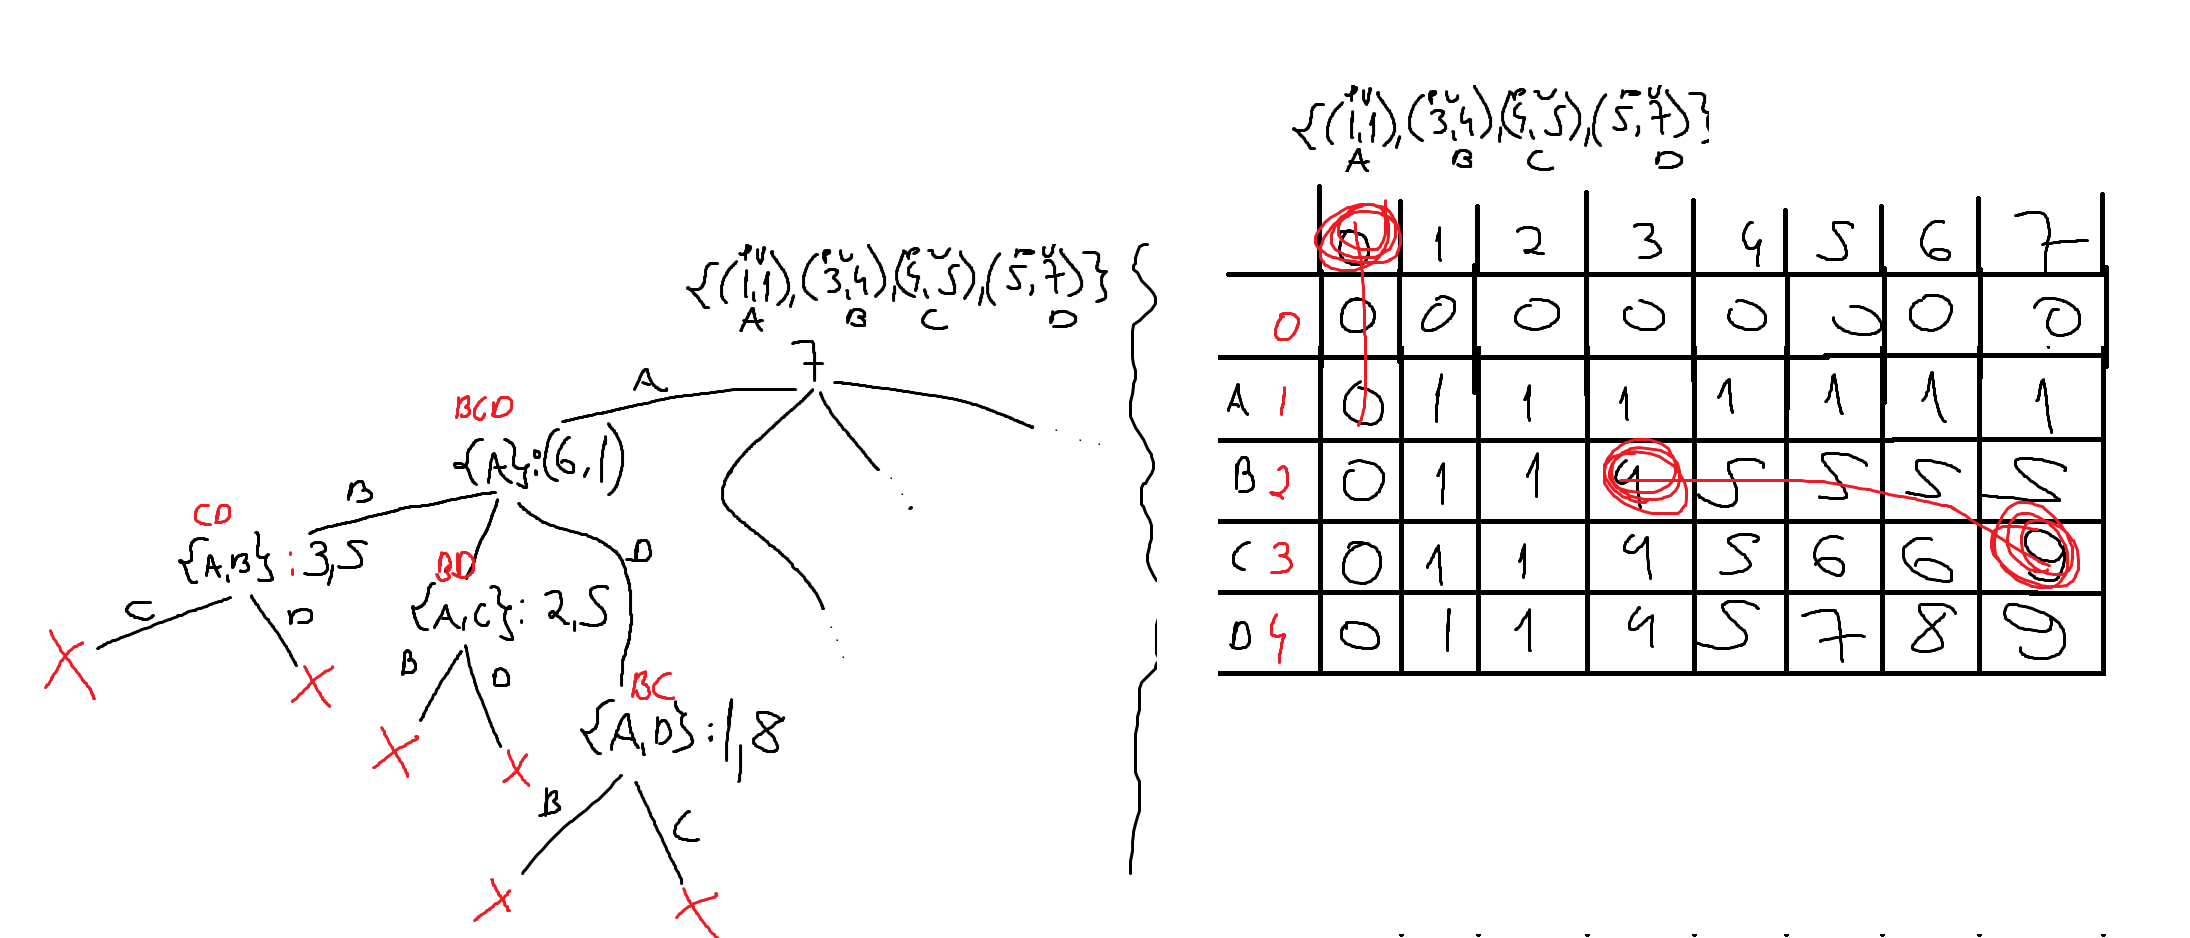 {(1,1),(3,4),(4,5),(5,7)}
A B C D
7
A
BCD
{A}:(6,1)
B D
CD
{A,B}:3,5
BD
{A,C}:2,5
C D
B D
BC
{A,D}:1,8
B C
{(1,1),(3,4),(4,5),(5,7)}
A B C D
0 1 2 3 4 5 6 7
0 0 0 0 0 0 0 0 0
A 1 0 1 1 1 1 1 1 1
B 2 0 1 1 4 5 5 5 5
C 3 0 1 1 4 5 6 6 9
D 4 0 1 1 4 5 7 8 9